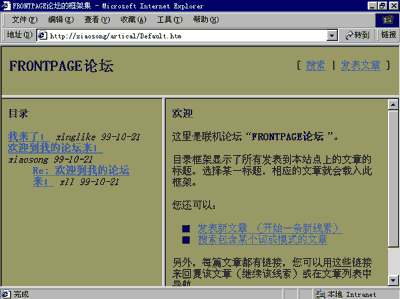 FRONTPAGE论坛的框架集 - Microsoft Internet Explorer
文件(F) 编辑(E) 查看(V) 收藏(A) 工具(T) 帮助(H)
地址(D) http://xiaosong/artical/Default.htm 转到 链接
FRONTPAGE论坛 [ 搜索 | 发表文章 ]
目录
我来了! xinglike 99-10-21
欢迎到我的论坛来!
xiaosong 99-10-21
Re: 欢迎到我的论坛
来! xll 99-10-21
欢迎
这里是联机论坛“FRONTPAGE论坛 ”。
目录框架显示了所有发表到本站点上的文章的
标题。选择某一标题,相应的文章就会载入此
框架。
您还可以:
发表新文章 (开始一条新线索)
搜索包含某个词或模式的文章
另外,每篇文章都有链接,您可以用这些链接
来回复该文章(继续该线索)或在文章列表中
导航
完成 本地 Intranet